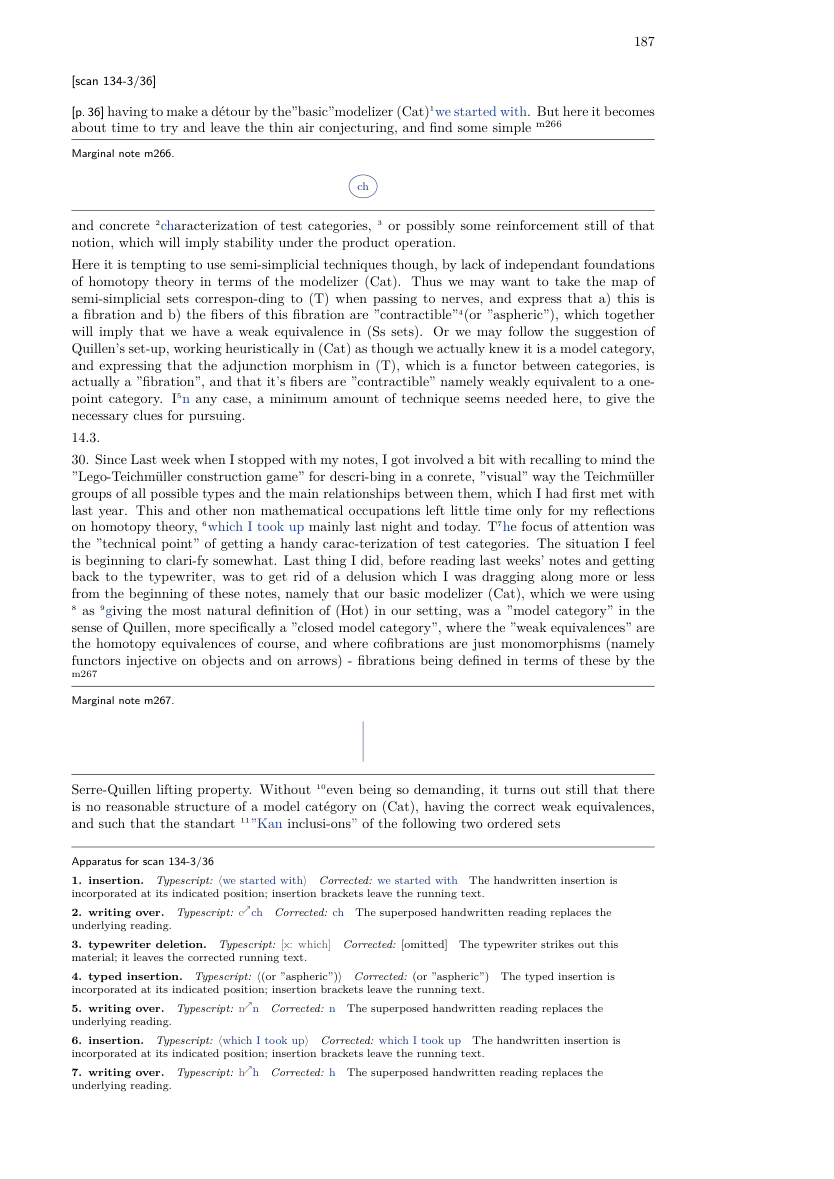 187
[scan 134-3/36]
[p. 36] having to make a détour by the”basic”modelizer (Cat)¹we started with. But here it becomes
about time to try and leave the thin air conjecturing, and find some simple m266
Marginal note m266.
ch
and concrete ²characterization of test categories, ³ or possibly some reinforcement still of that
notion, which will imply stability under the product operation.
Here it is tempting to use semi-simplicial techniques though, by lack of independant foundations
of homotopy theory in terms of the modelizer (Cat). Thus we may want to take the map of
semi-simplicial sets correspon-ding to (T) when passing to nerves, and express that a) this is
a fibration and b) the fibers of this fibration are ”contractible”⁴(or ”aspheric”), which together
will imply that we have a weak equivalence in (Ss sets). Or we may follow the suggestion of
Quillen’s set-up, working heuristically in (Cat) as though we actually knew it is a model category,
and expressing that the adjunction morphism in (T), which is a functor between categories, is
actually a ”fibration”, and that it’s fibers are ”contractible” namely weakly equivalent to a one-
point category. I⁵n any case, a minimum amount of technique seems needed here, to give the
necessary clues for pursuing.
14.3.
30. Since Last week when I stopped with my notes, I got involved a bit with recalling to mind the
”Lego-Teichmüller construction game” for descri-bing in a conrete, ”visual” way the Teichmüller
groups of all possible types and the main relationships between them, which I had first met with
last year. This and other non mathematical occupations left little time only for my reflections
on homotopy theory, ⁶which I took up mainly last night and today. T⁷he focus of attention was
the ”technical point” of getting a handy carac-terization of test categories. The situation I feel
is beginning to clari-fy somewhat. Last thing I did, before reading last weeks’ notes and getting
back to the typewriter, was to get rid of a delusion which I was dragging along more or less
from the beginning of these notes, namely that our basic modelizer (Cat), which we were using
⁸ as ⁹giving the most natural definition of (Hot) in our setting, was a ”model category” in the
sense of Quillen, more specifically a ”closed model category”, where the ”weak equivalences” are
the homotopy equivalences of course, and where cofibrations are just monomorphisms (namely
functors injective on objects and on arrows) - fibrations being defined in terms of these by the
m267
Marginal note m267.
Serre-Quillen lifting property. Without ¹⁰even being so demanding, it turns out still that there
is no reasonable structure of a model catégory on (Cat), having the correct weak equivalences,
and such that the standart ¹¹”Kan inclusi-ons” of the following two ordered sets
Apparatus for scan 134-3/36
1. insertion. Typescript: ⟨we started with⟩ Corrected: we started with The handwritten insertion is
incorporated at its indicated position; insertion brackets leave the running text.
2. writing over. Typescript: c↗ch Corrected: ch The superposed handwritten reading replaces the
underlying reading.
3. typewriter deletion. Typescript: [x: which] Corrected: [omitted] The typewriter strikes out this
material; it leaves the corrected running text.
4. typed insertion. Typescript: ⟨(or ”aspheric”)⟩ Corrected: (or ”aspheric”) The typed insertion is
incorporated at its indicated position; insertion brackets leave the running text.
5. writing over. Typescript: n↗n Corrected: n The superposed handwritten reading replaces the
underlying reading.
6. insertion. Typescript: ⟨which I took up⟩ Corrected: which I took up The handwritten insertion is
incorporated at its indicated position; insertion brackets leave the running text.
7. writing over. Typescript: h↗h Corrected: h The superposed handwritten reading replaces the
underlying reading.